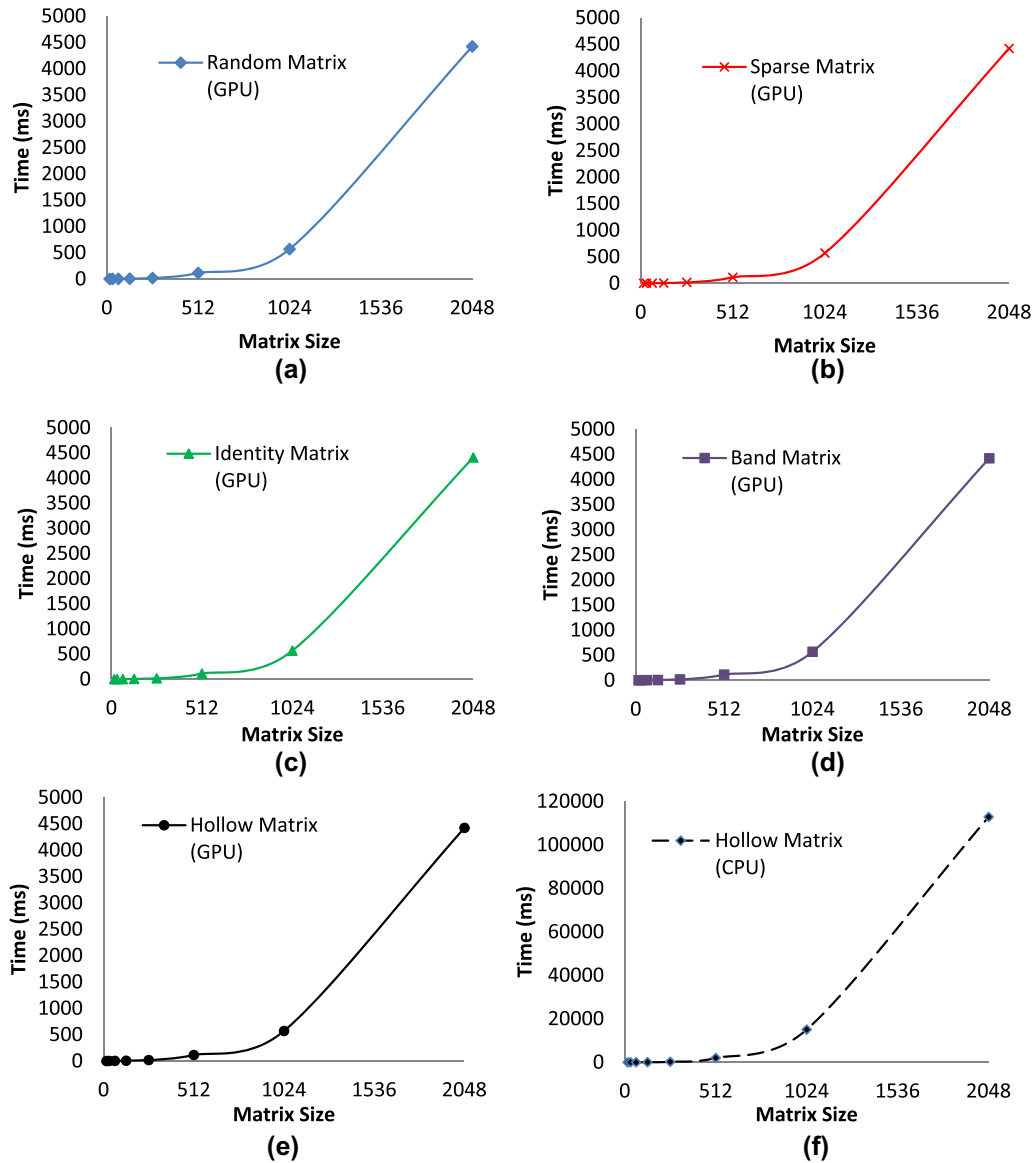 5000
4500
4000
3500
3000
2500
2000
1500
1000
500
0
Time (ms)
Random Matrix
(GPU)
0 512 1024 1536 2048
Matrix Size
(a)
5000
4500
4000
3500
3000
2500
2000
1500
1000
500
0
Time (ms)
Sparse Matrix
(GPU)
0 512 1024 1536 2048
Matrix Size
(b)
5000
4500
4000
3500
3000
2500
2000
1500
1000
500
0
Time (ms)
Identity Matrix
(GPU)
0 512 1024 1536 2048
Matrix Size
(c)
5000
4500
4000
3500
3000
2500
2000
1500
1000
500
0
Time (ms)
Band Matrix
(GPU)
0 512 1024 1536 2048
Matrix Size
(d)
5000
4500
4000
3500
3000
2500
2000
1500
1000
500
0
Time (ms)
Hollow Matrix
(GPU)
0 512 1024 1536 2048
Matrix Size
(e)
120000
100000
80000
60000
40000
20000
0
Time (ms)
Hollow Matrix
(CPU)
0 512 1024 1536 2048
Matrix Size
(f)